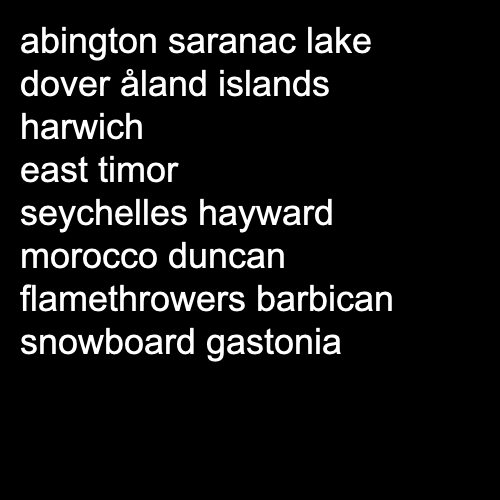 abington saranac lake
dover åland islands
harwich
east timor
seychelles hayward
morocco duncan
flamethrowers barbican
snowboard gastonia